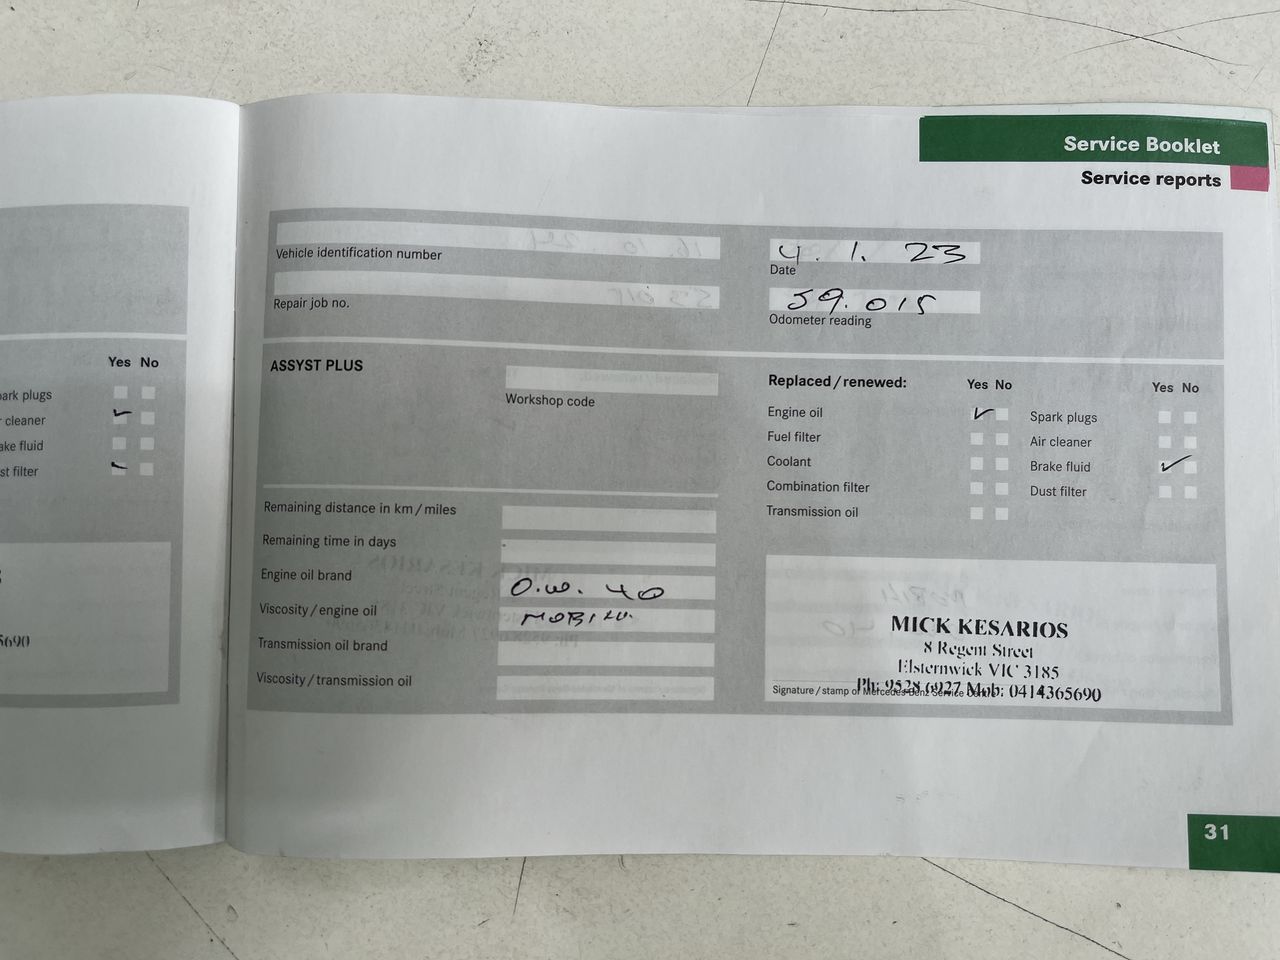 Service Booklet
Service reports
Yes No
park plugs
cleaner
ake fluid
st filter
5690
Vehicle identification number
Repair job no.
4. 1. 23
Date
59.015
Odometer reading
ASSYST PLUS
Workshop code
Remaining distance in km/miles
Remaining time in days
Engine oil brand
O.W. 40
Viscosity/engine oil
MOBIL
Transmission oil brand
Viscosity/transmission oil
Replaced/renewed: Yes No
Engine oil
Fuel filter
Coolant
Combination filter
Transmission oil
Yes No
Spark plugs
Air cleaner
Brake fluid
Dust filter
MICK KESARIOS
8 Regent Street
Elsternwick VIC 3185
Ph: 9528 6927 Mob: 0414365690
Signature/stamp of Mercedes-Benz Service Centre
31